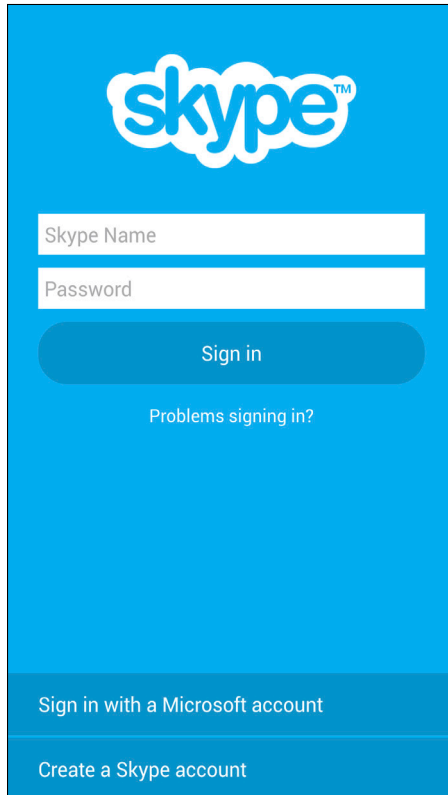 skype™
Skype Name
Password
Sign in
Problems signing in?
Sign in with a Microsoft account
Create a Skype account